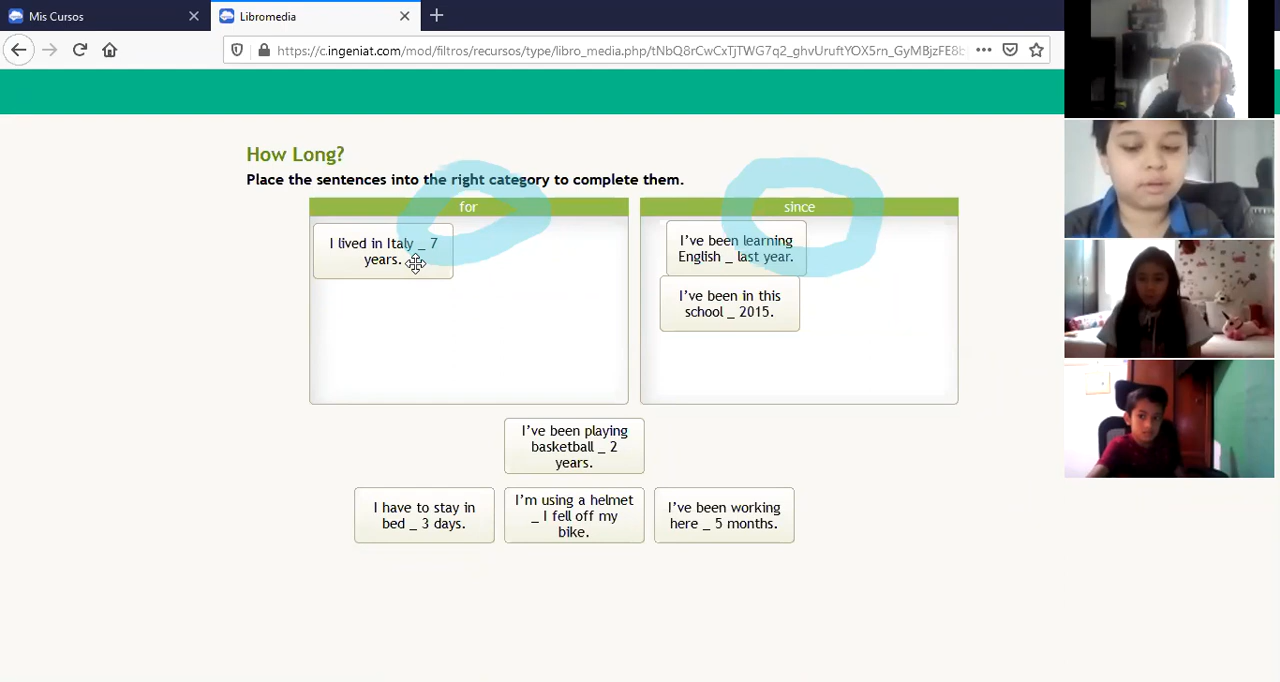 Mis Cursos
Libromedia
https://c.ingeniat.com/mod/filtros/recursos/type/libro_media.php/tNbQ8rCwCxTjTWG7q2_ghvUruftYOX5rn_GyMBjzFE8b
How Long?
Place the sentences into the right category to complete them.
for
since
I lived in Italy _ 7
years.
I've been learning
English _ last year.
I've been in this
school _ 2015.
I've been playing
basketball _ 2
years.
I have to stay in
bed _ 3 days.
I'm using a helmet
_ I fell off my
bike.
I've been working
here _ 5 months.